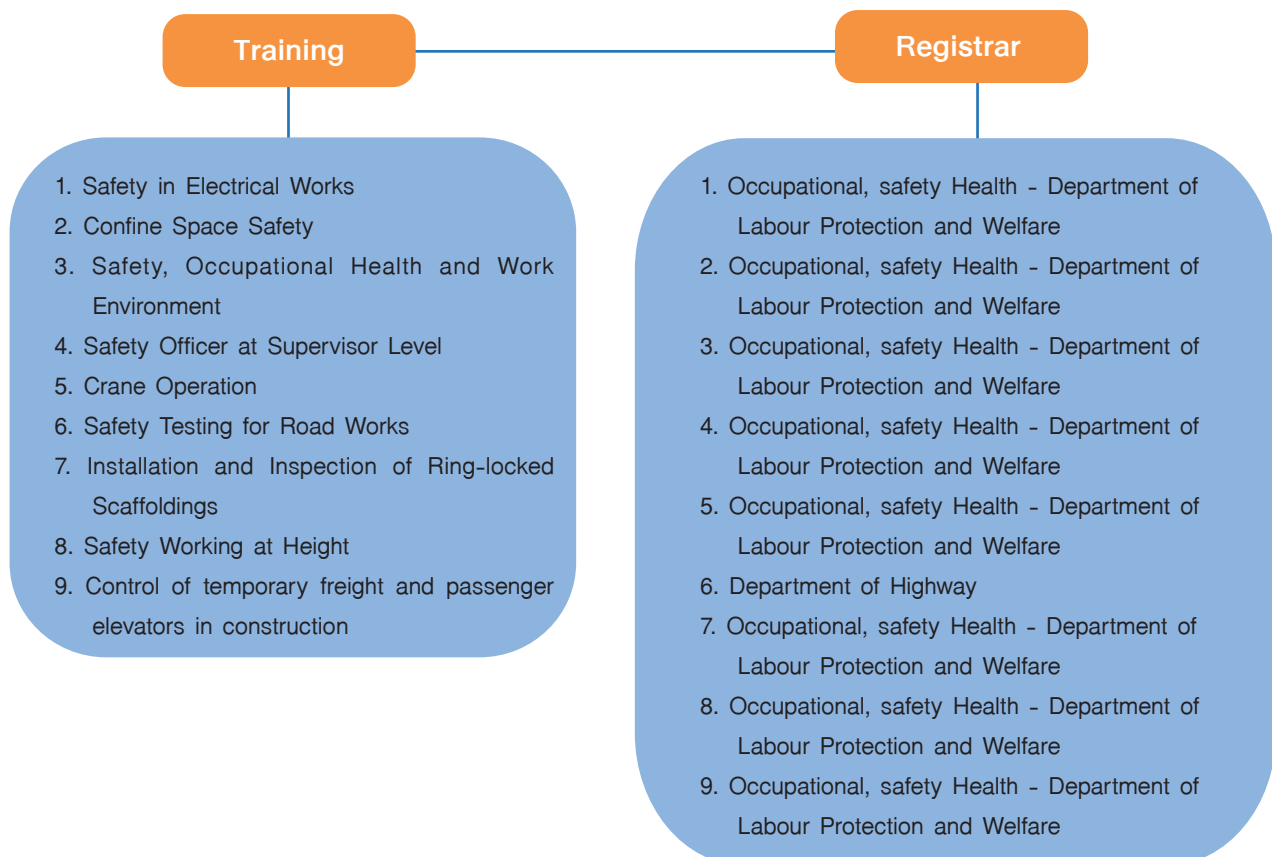 Training
1. Safety in Electrical Works
2. Confine Space Safety
3. Safety, Occupational Health and Work
Environment
4. Safety Officer at Supervisor Level
5. Crane Operation
6. Safety Testing for Road Works
7. Installation and Inspection of Ring-locked
Scaffoldings
8. Safety Working at Height
9. Control of temporary freight and passenger
elevators in construction
Registrar
1. Occupational, safety Health - Department of
Labour Protection and Welfare
2. Occupational, safety Health - Department of
Labour Protection and Welfare
3. Occupational, safety Health - Department of
Labour Protection and Welfare
4. Occupational, safety Health - Department of
Labour Protection and Welfare
5. Occupational, safety Health - Department of
Labour Protection and Welfare
6. Department of Highway
7. Occupational, safety Health - Department of
Labour Protection and Welfare
8. Occupational, safety Health - Department of
Labour Protection and Welfare
9. Occupational, safety Health - Department of
Labour Protection and Welfare